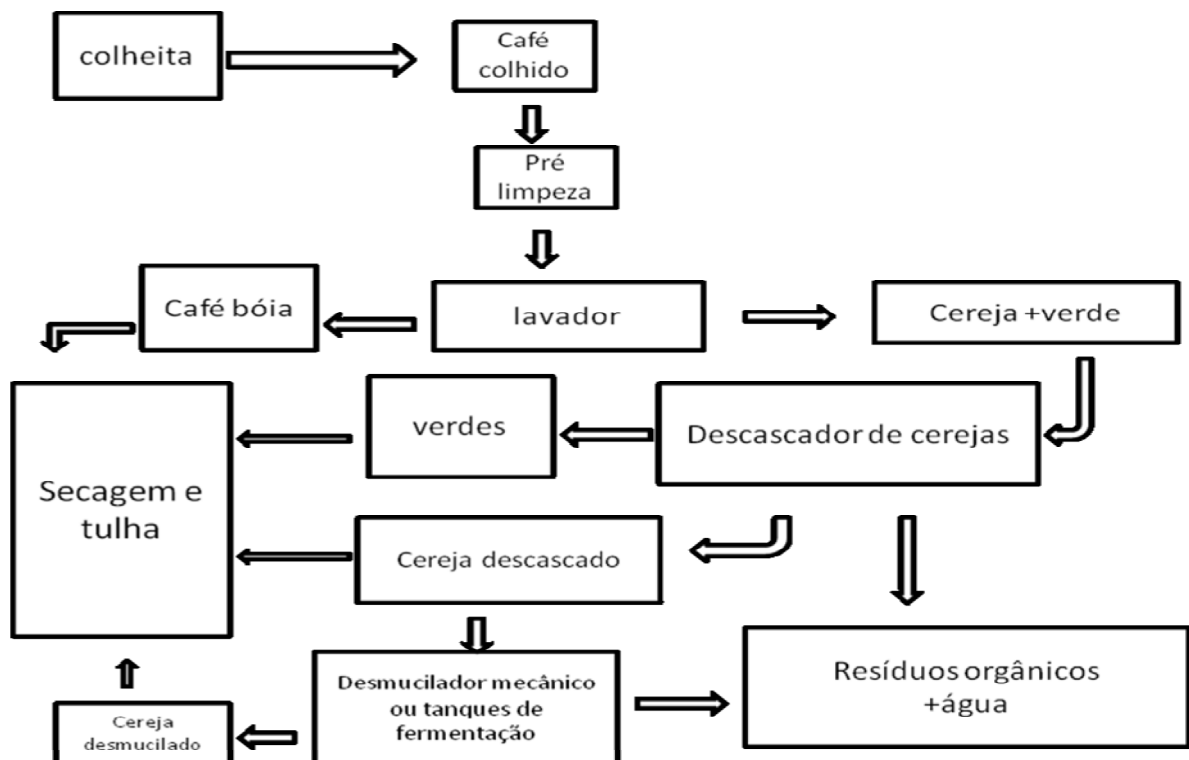 colheita
Café
colhido
Pré
limpeza
Café bóia
lavador
Cereja +verde
verdes
Descascador de cerejas
Secagem e
tulha
Cereja descascado
Desmucilador mecânico
ou tanques de
fermentação
Resíduos orgânicos
+água
Cereja
desmucilado